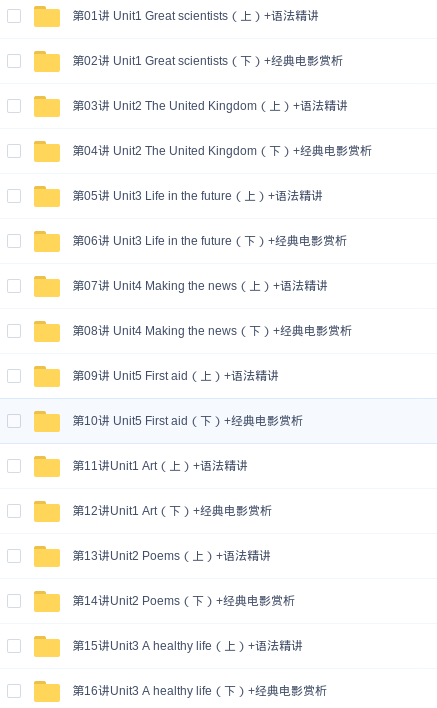 第01讲 Unit1 Great scientists（上）+语法精讲
第02讲 Unit1 Great scientists（下）+经典电影赏析
第03讲 Unit2 The United Kingdom（上）+语法精讲
第04讲 Unit2 The United Kingdom（下）+经典电影赏析
第05讲 Unit3 Life in the future（上）+语法精讲
第06讲 Unit3 Life in the future（下）+经典电影赏析
第07讲 Unit4 Making the news（上）+语法精讲
第08讲 Unit4 Making the news（下）+经典电影赏析
第09讲 Unit5 First aid（上）+语法精讲
第10讲 Unit5 First aid（下）+经典电影赏析
第11讲Unit1 Art（上）+语法精讲
第12讲Unit1 Art（下）+经典电影赏析
第13讲Unit2 Poems（上）+语法精讲
第14讲Unit2 Poems（下）+经典电影赏析
第15讲Unit3 A healthy life（上）+语法精讲
第16讲Unit3 A healthy life（下）+经典电影赏析